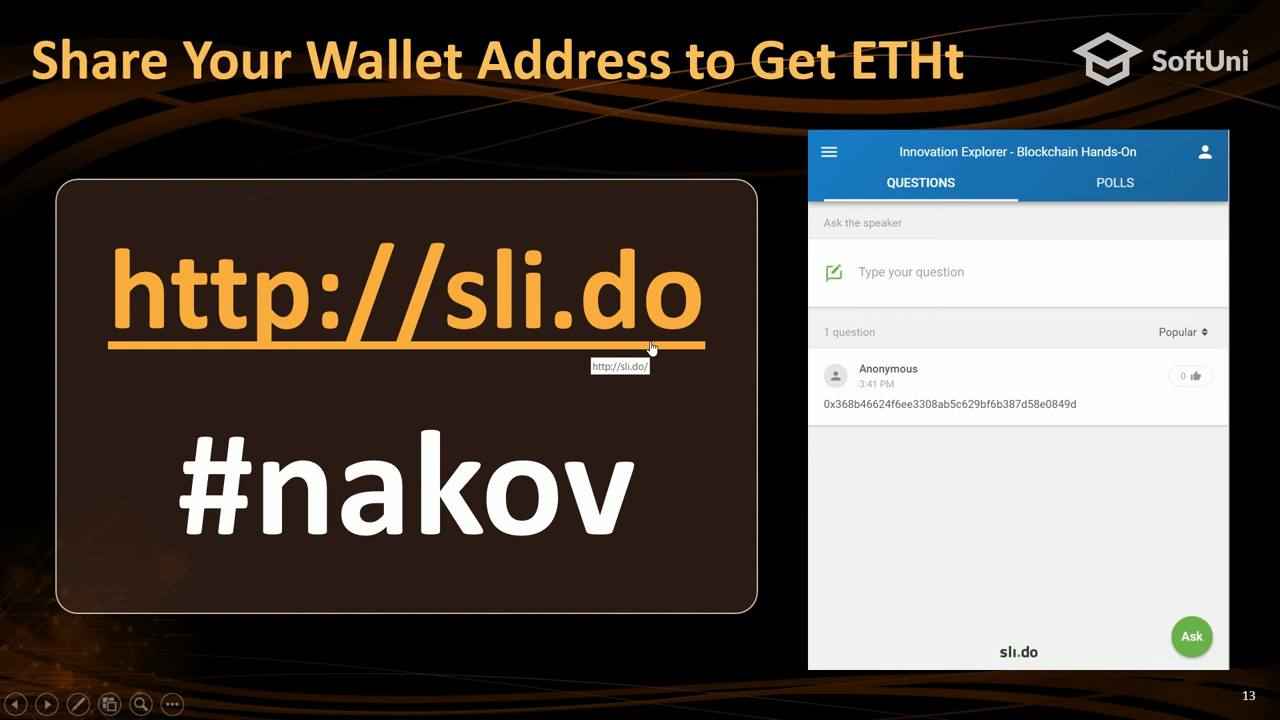 Share Your Wallet Address to Get ETHt
SoftUni
http://sli.do
http://sli.do/
#nakov
Innovation Explorer - Blockchain Hands-On
QUESTIONS
POLLS
Ask the speaker
Type your question
1 question
Popular
Anonymous
3:41 PM
0
0x368b46624f6ee3308ab5c629bf6b387d58e0849d
Ask
sli.do
13